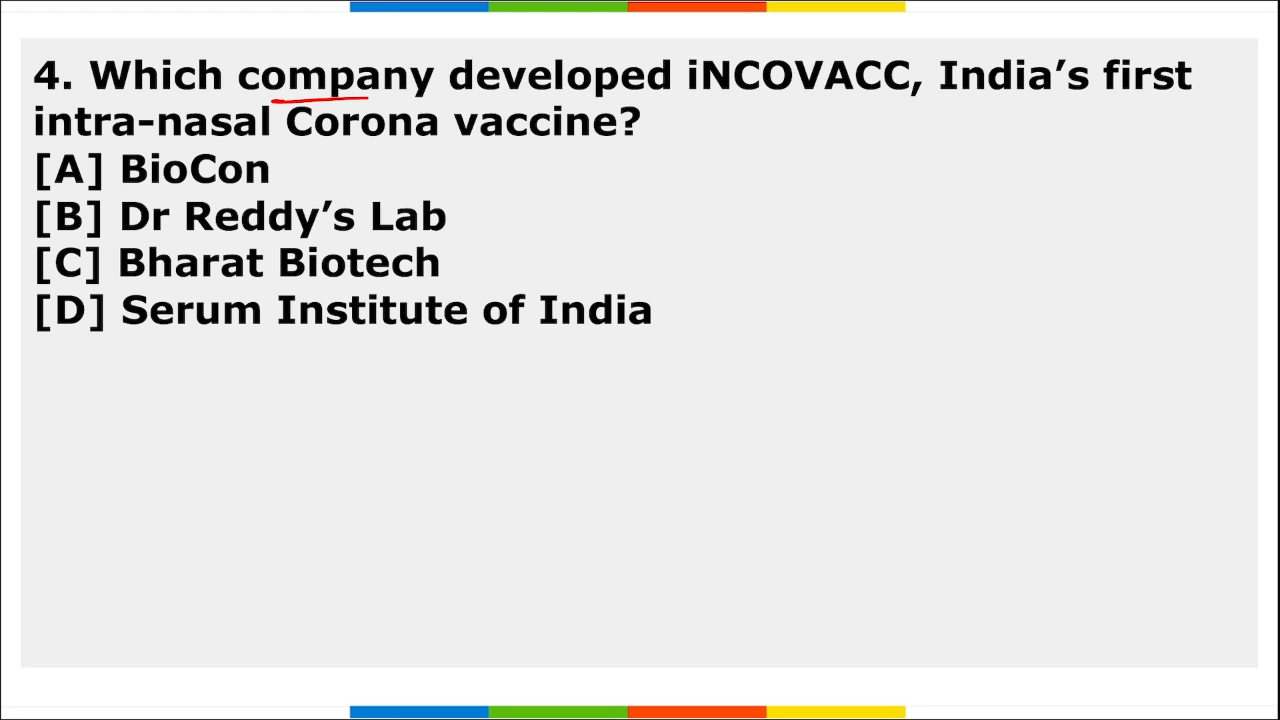 4. Which company developed iNCOVACC, India’s first
intra-nasal Corona vaccine?
[A] BioCon
[B] Dr Reddy’s Lab
[C] Bharat Biotech
[D] Serum Institute of India